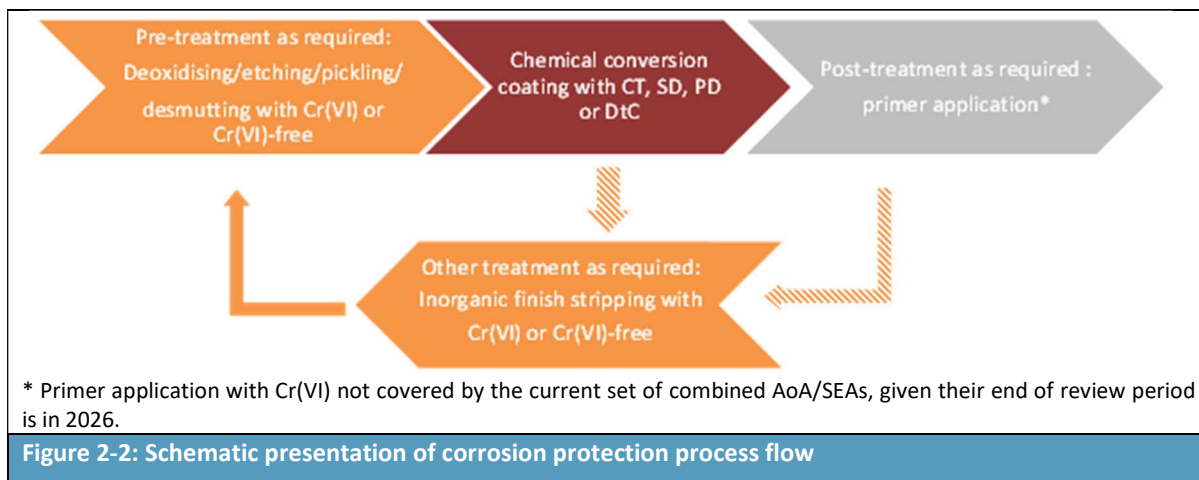 Pre-treatment as required:
Deoxidising/etching/pickling/
desmutting with Cr(VI) or
Cr(VI)-free
Chemical conversion
coating with CT, SD, PD
or DtC
Post-treatment as required :
primer application*
Other treatment as required:
Inorganic finish stripping with
Cr(VI) or Cr(VI)-free
* Primer application with Cr(VI) not covered by the current set of combined AoA/SEAs, given their end of review period
is in 2026.
Figure 2-2: Schematic presentation of corrosion protection process flow